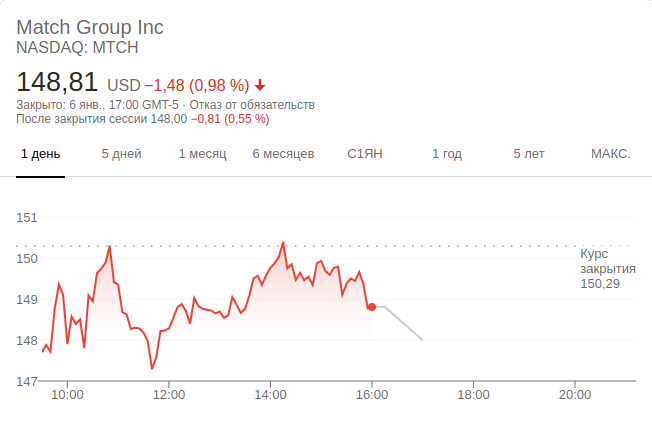 Match Group Inc
NASDAQ: MTCH
148,81 USD −1,48 (0,98 %)
Закрыто: 6 янв., 17:00 GMT-5 · Отказ от обязательств
После закрытия сессии 148,00 −0,81 (0,55 %)
1 день 5 дней 1 месяц 6 месяцев С1ЯН 1 год 5 лет МАКС.
151
Курс
закрытия
150,29
150
149
148
147
10:00 12:00 14:00 16:00 18:00 20:00